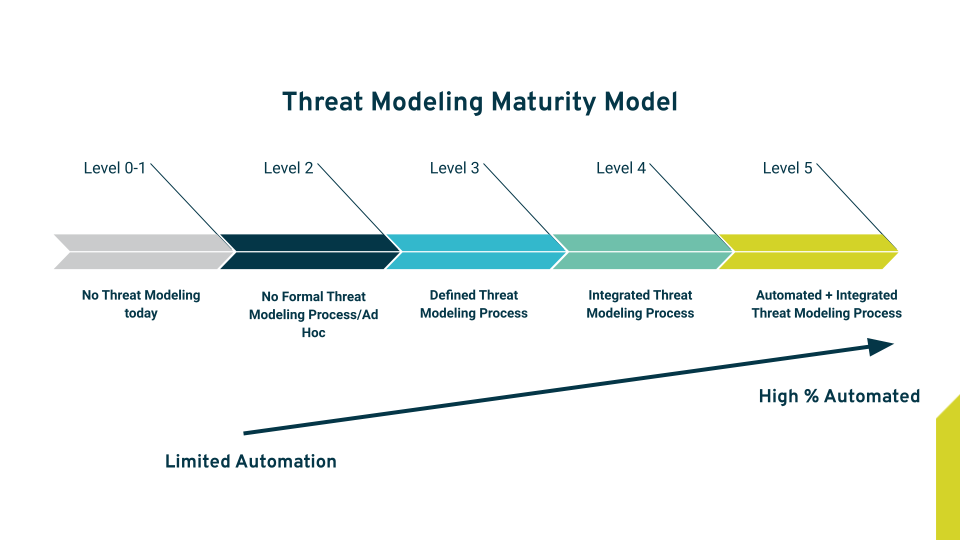 Threat Modeling Maturity Model
Level 0-1
Level 2
Level 3
Level 4
Level 5
No Threat Modeling
today
No Formal Threat
Modeling Process/Ad
Hoc
Defined Threat
Modeling Process
Integrated Threat
Modeling Process
Automated + Integrated
Threat Modeling Process
High % Automated
Limited Automation